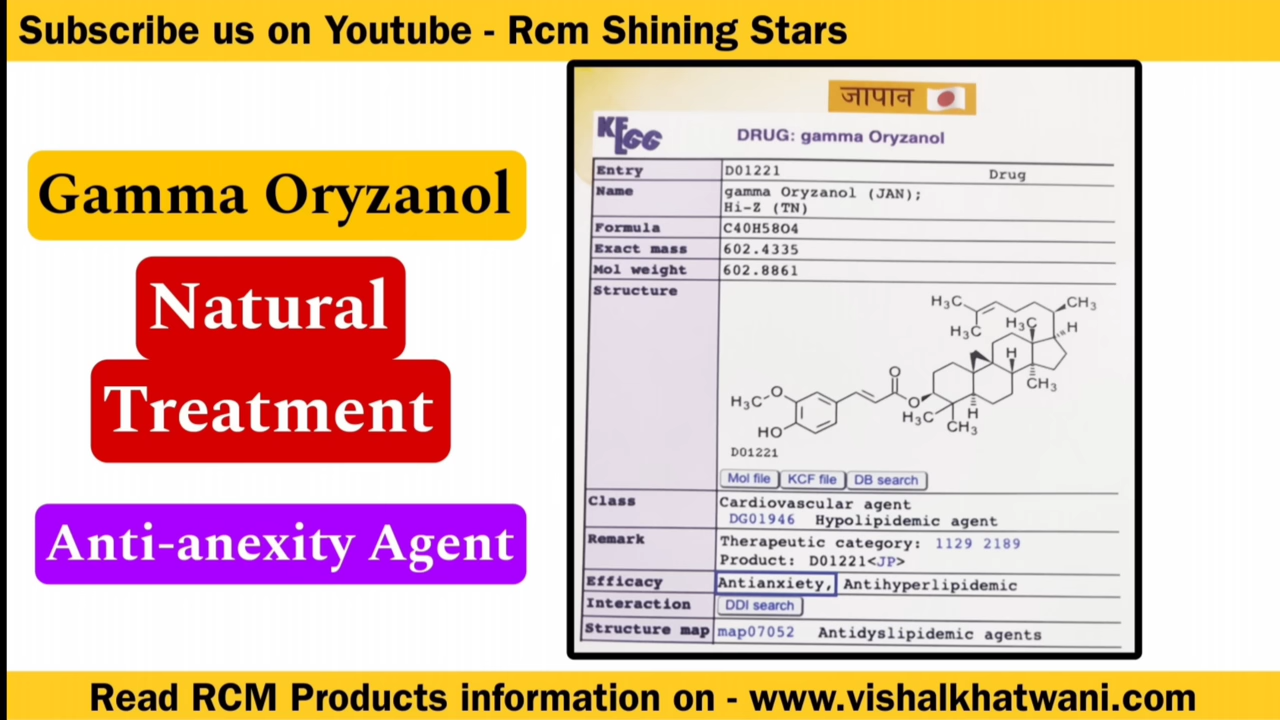 Subscribe us on Youtube - Rcm Shining Stars
Gamma Oryzanol
Natural
Treatment
Anti-anexity Agent
जापान
KEGG
DRUG: gamma Oryzanol
Entry D01221 Drug
Name gamma Oryzanol (JAN);
Hi-Z (TN)
Formula C40H58O4
Exact mass 602.4335
Mol weight 602.8861
Structure
H3C
CH3
H3C
H3C
H
H
CH3
O
H3C
O
O
H3C
H
CH3
HO
D01221
Mol file KCF file DB search
Class Cardiovascular agent
DG01946 Hypolipidemic agent
Remark Therapeutic category: 1129 2189
Product: D01221<JP>
Efficacy Antianxiety, Antihyperlipidemic
Interaction DDI search
Structure map map07052 Antidyslipidemic agents
Read RCM Products information on - www.vishalkhatwani.com